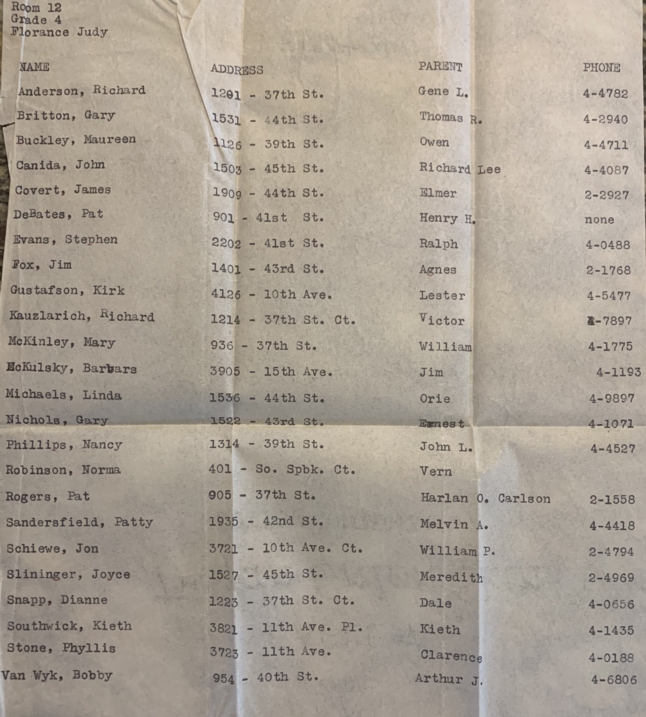 Room 12
Grade 4
Florance Judy
NAME ADDRESS PARENT PHONE
Anderson, Richard 1201 - 37th St. Gene L. 4-4782
Britton, Gary 1531 - 44th St. Thomas R. 4-2940
Buckley, Maureen 1126 - 39th St. Owen 4-4711
Canida, John 1503 - 45th St. Richard Lee 4-4087
Covert, James 1909 - 44th St. Elmer 2-2927
DeBates, Pat 901 - 41st St. Henry H. none
Evans, Stephen 2202 - 41st St. Ralph 4-0488
Fox, Jim 1401 - 43rd St. Agnes 2-1768
Gustafson, Kirk 4126 - 10th Ave. Lester 4-5477
Kauzlarich, Richard 1214 - 37th St. Ct. Victor -7897
McKinley, Mary 936 - 37th St. William 4-1775
McKulsky, Barbars 3905 - 15th Ave. Jim 4-1193
Michaels, Linda 1536 - 44th St. Orie 4-9897
Nichols, Gary 1522 - 43rd St. Ernest 4-1071
Phillips, Nancy 1314 - 39th St. John L. 4-4527
Robinson, Norma 401 - So. Spbk. Ct. Vern
Rogers, Pat 905 - 37th St. Harlan O. Carlson 2-1558
Sandersfield, Patty 1935 - 42nd St. Melvin A. 4-4418
Schiewe, Jon 3721 - 10th Ave. Ct. William P. 2-4794
Slininger, Joyce 1527 - 45th St. Meredith 2-4969
Snapp, Dianne 1223 - 37th St. Ct. Dale 4-0656
Southwick, Kieth 3821 - 11th Ave. Pl. Kieth 4-1435
Stone, Phyllis 3723 - 11th Ave. Clarence 4-0188
Van Wyk, Bobby 954 - 40th St. Arthur J. 4-6806